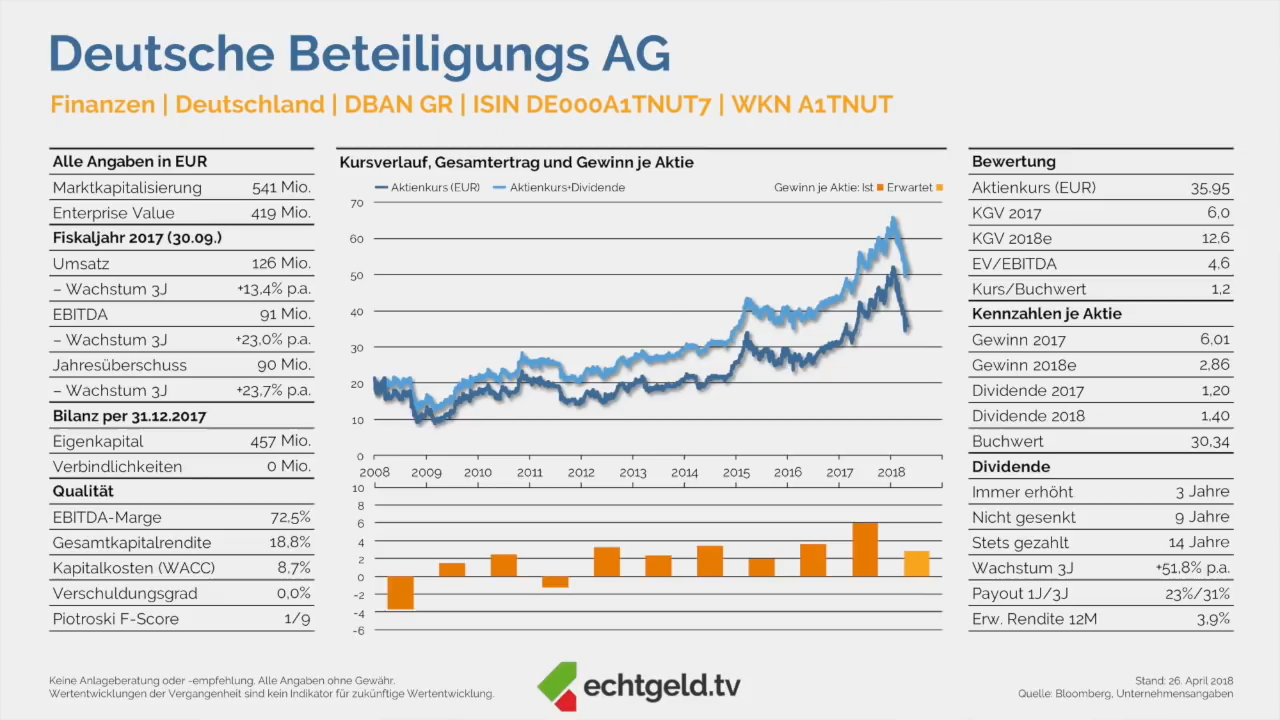 Deutsche Beteiligungs AG
Finanzen | Deutschland | DBAN GR | ISIN DE000A1TNUT7 | WKN A1TNUT
Alle Angaben in EUR
Marktkapitalisierung 541 Mio.
Enterprise Value 419 Mio.
Fiskaljahr 2017 (30.09.)
Umsatz 126 Mio.
– Wachstum 3J +13,4% p.a.
EBITDA 91 Mio.
– Wachstum 3J +23,0% p.a.
Jahresüberschuss 90 Mio.
– Wachstum 3J +23,7% p.a.
Bilanz per 31.12.2017
Eigenkapital 457 Mio.
Verbindlichkeiten 0 Mio.
Qualität
EBITDA-Marge 72,5%
Gesamtkapitalrendite 18,8%
Kapitalkosten (WACC) 8,7%
Verschuldungsgrad 0,0%
Piotroski F-Score 1/9
Kursverlauf, Gesamtertrag und Gewinn je Aktie
Aktienkurs (EUR) Aktienkurs+Dividende Gewinn je Aktie: Ist Erwartet
70
60
50
40
30
20
10
0
2008 2009 2010 2011 2012 2013 2014 2015 2016 2017 2018
10
8
6
4
2
0
-2
-4
-6
Bewertung
Aktienkurs (EUR) 35,95
KGV 2017 6,0
KGV 2018e 12,6
EV/EBITDA 4,6
Kurs/Buchwert 1,2
Kennzahlen je Aktie
Gewinn 2017 6,01
Gewinn 2018e 2,86
Dividende 2017 1,20
Dividende 2018 1,40
Buchwert 30,34
Dividende
Immer erhöht 3 Jahre
Nicht gesenkt 9 Jahre
Stets gezahlt 14 Jahre
Wachstum 3J +51,8% p.a.
Payout 1J/3J 23%/31%
Erw. Rendite 12M 3,9%
Keine Anlageberatung oder -empfehlung. Alle Angaben ohne Gewähr.
Wertentwicklungen der Vergangenheit sind kein Indikator für zukünftige Wertentwicklung.
echtgeld.tv
Stand: 26. April 2018
Quelle: Bloomberg, Unternehmensangaben